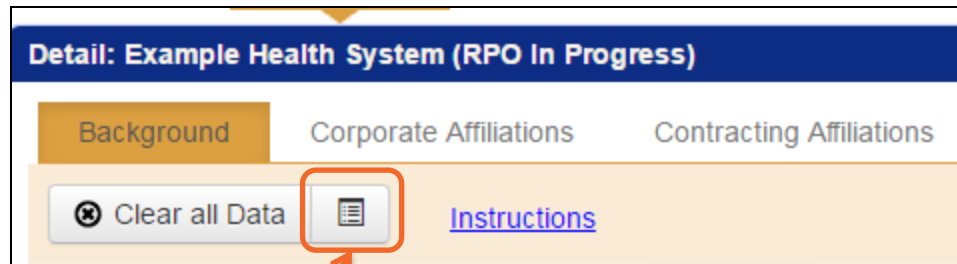 Detail: Example Health System (RPO In Progress)
Background Corporate Affiliations Contracting Affiliations
Clear all Data Instructions